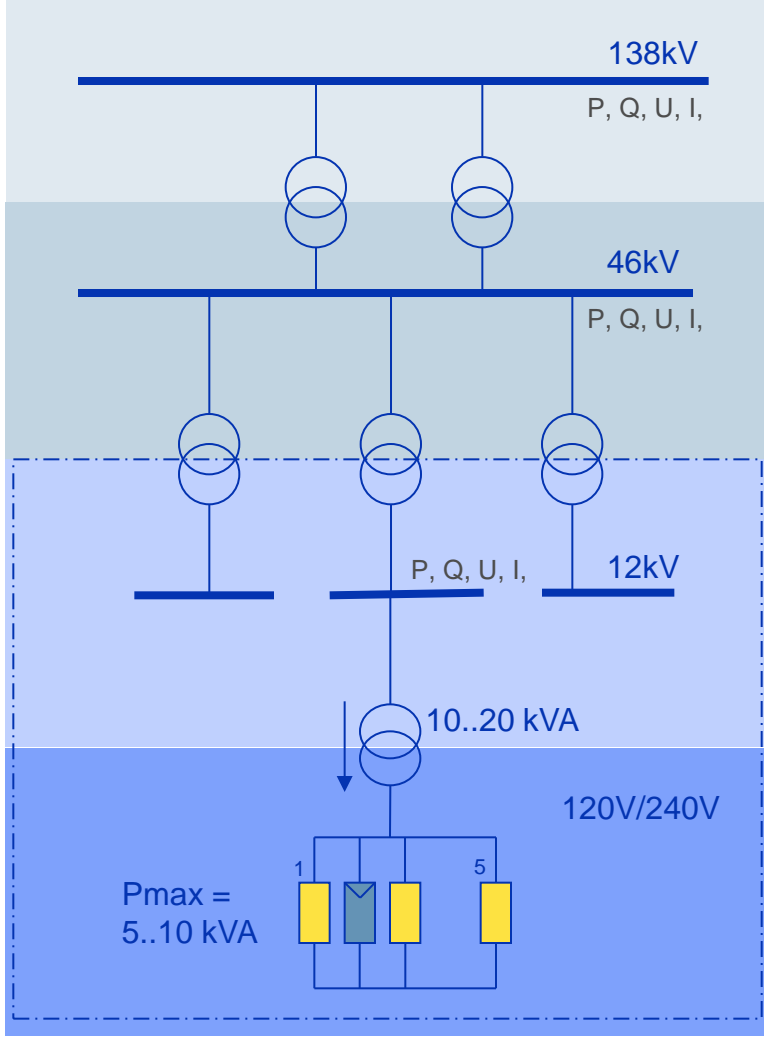 138kV
P, Q, U, I,
46kV
P, Q, U, I,
P, Q, U, I,
12kV
10..20 kVA
120V/240V
1
5
Pmax =
5..10 kVA